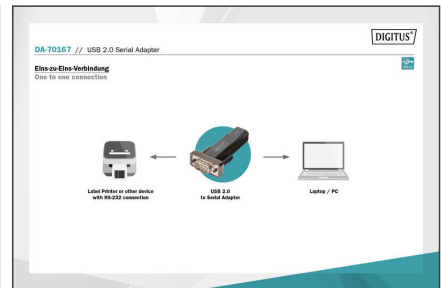 DIGITUS®
DA-70167 // USB 2.0 Serial Adapter
Eins-zu-Eins-Verbindung
One to one connection
Label Printer or other device
with RS-232 connection
USB 2.0
to Serial Adapter
Laptop / PC